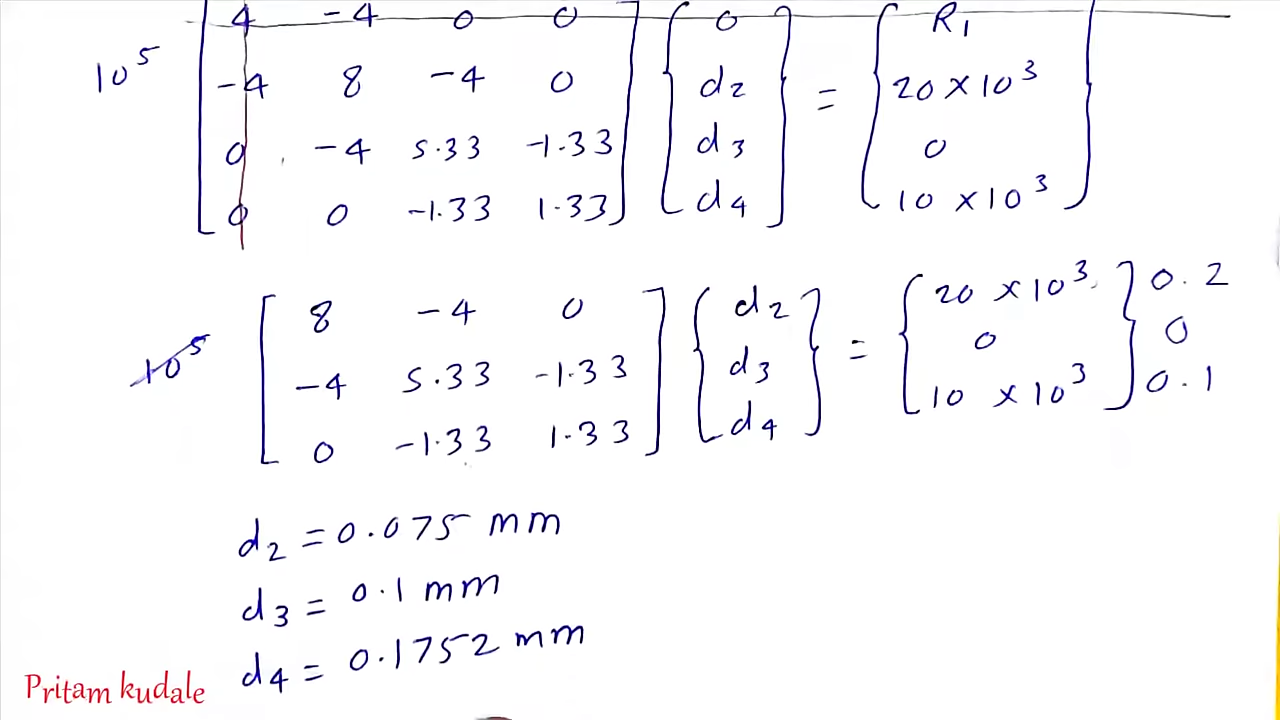 4 -4 0 0 0 R1
10^5 -4 8 -4 0 d2 = 20 × 10^3
0 -4 5.33 -1.33 d3 0
0 0 -1.33 1.33 d4 10 × 10^3
8 -4 0 d2 20 × 10^3 0.2
10^5 -4 5.33 -1.33 d3 = 0 0
0 -1.33 1.33 d4 10 × 10^3 0.1
d2 = 0.075 mm
d3 = 0.1 mm
d4 = 0.1752 mm
Pritam kudale